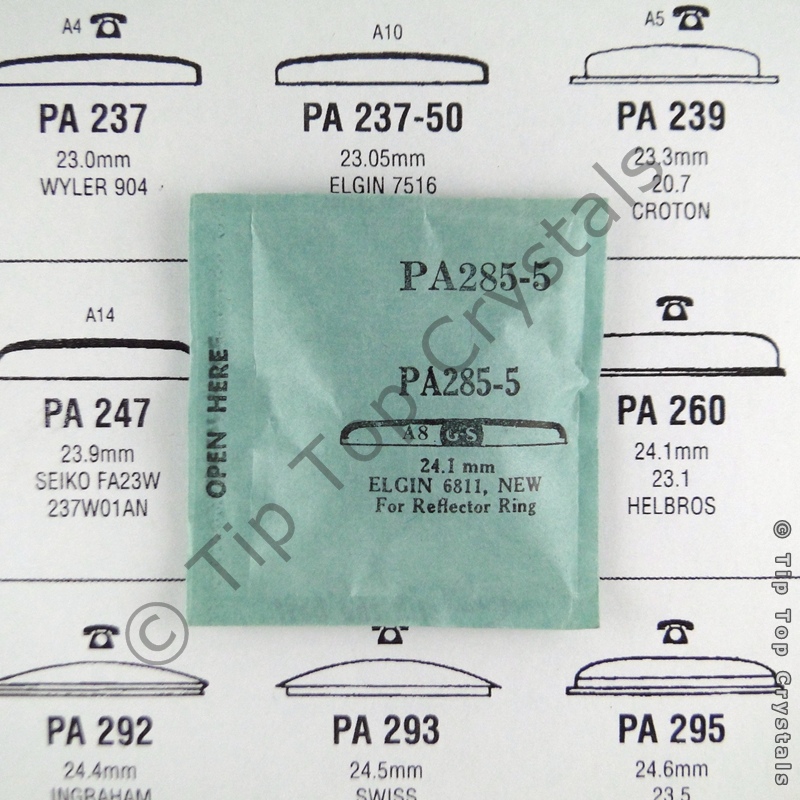 A4
A10
A5
PA 237
PA 237-50
PA 239
23.0mm
23.05mm
23.3mm
WYLER 904
ELGIN 7516
20.7
CROTON
PA285-5
A14
OPEN HERE
PA285-5
PA 247
PA 260
A8 G-S
23.9mm
24.1 mm
24.1mm
SEIKO FA23W
ELGIN 6811, NEW
23.1
237W01AN
For Reflector Ring
HELBROS
© Tip Top Crystals
© Tip Top Crystals
PA 292
PA 293
PA 295
24.4mm
24.5mm
24.6mm
INGRAHAM
SWISS
23.5